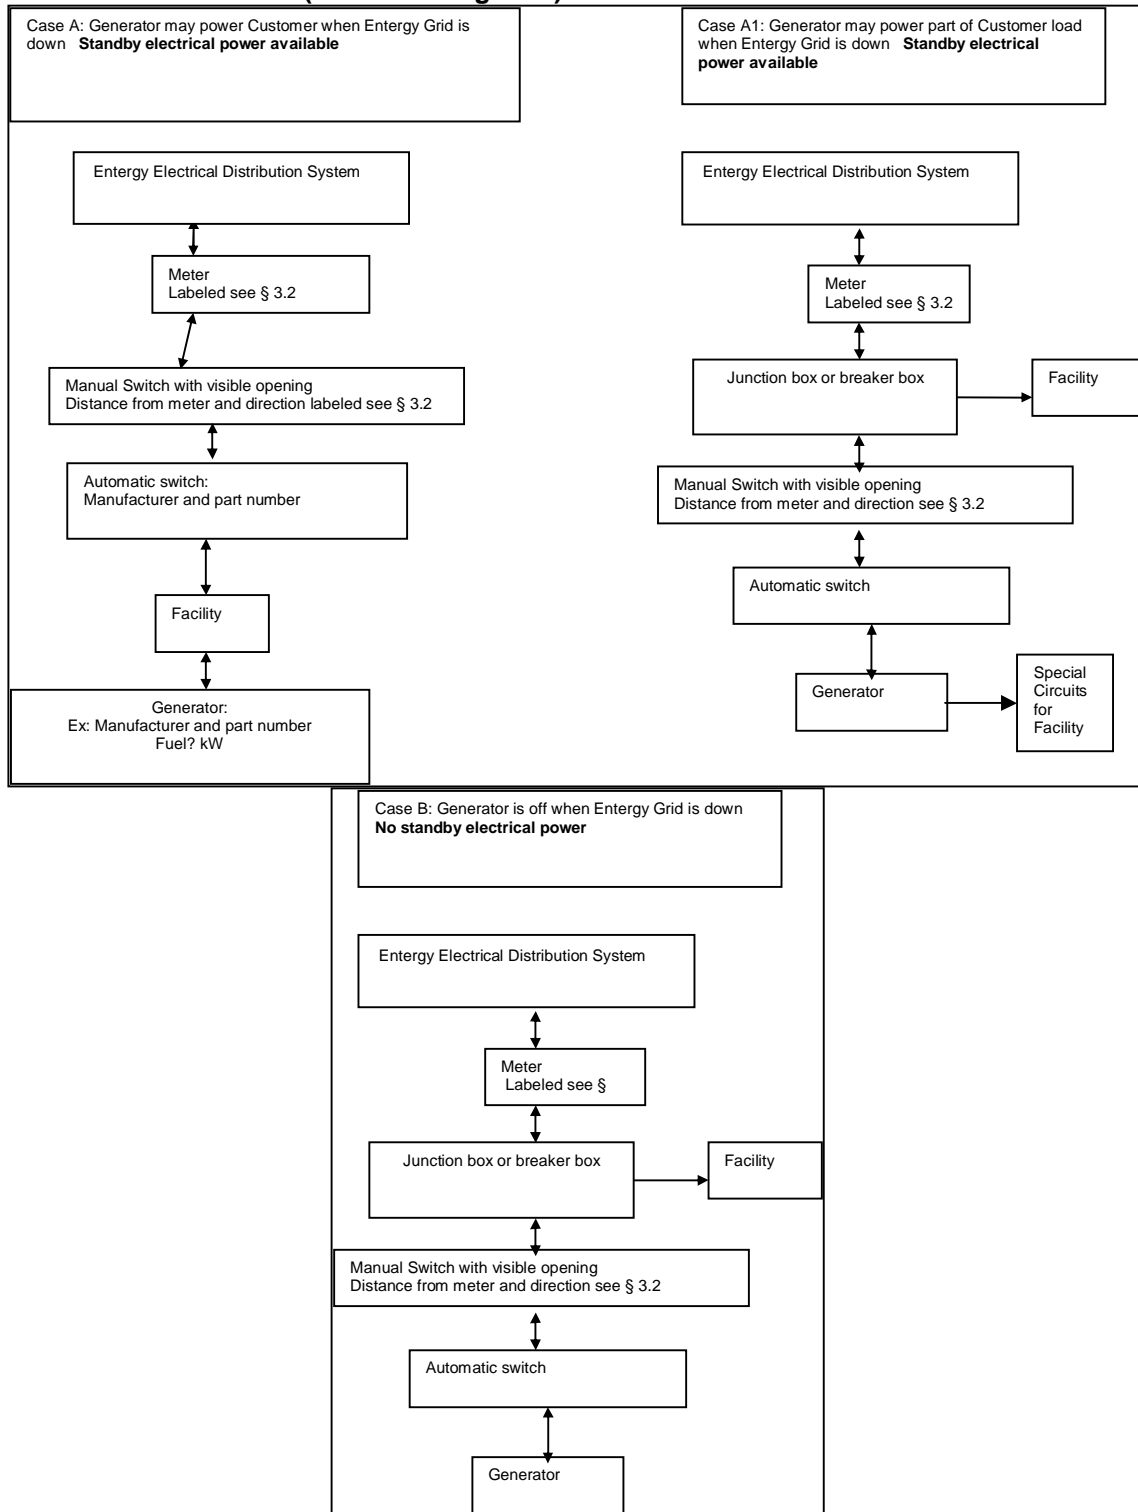 Case A: Generator may power Customer when Entergy Grid is
down Standby electrical power available
Entergy Electrical Distribution System
Meter
Labeled see § 3.2
Manual Switch with visible opening
Distance from meter and direction labeled see § 3.2
Automatic switch:
Manufacturer and part number
Facility
Generator:
Ex: Manufacturer and part number
Fuel? kW
Case A1: Generator may power part of Customer load
when Entergy Grid is down Standby electrical
power available
Entergy Electrical Distribution System
Meter
Labeled see § 3.2
Junction box or breaker box
Facility
Manual Switch with visible opening
Distance from meter and direction see § 3.2
Automatic switch
Generator
Special
Circuits
for
Facility
Case B: Generator is off when Entergy Grid is down
No standby electrical power
Entergy Electrical Distribution System
Meter
Labeled see §
Junction box or breaker box
Facility
Manual Switch with visible opening
Distance from meter and direction see § 3.2
Automatic switch
Generator